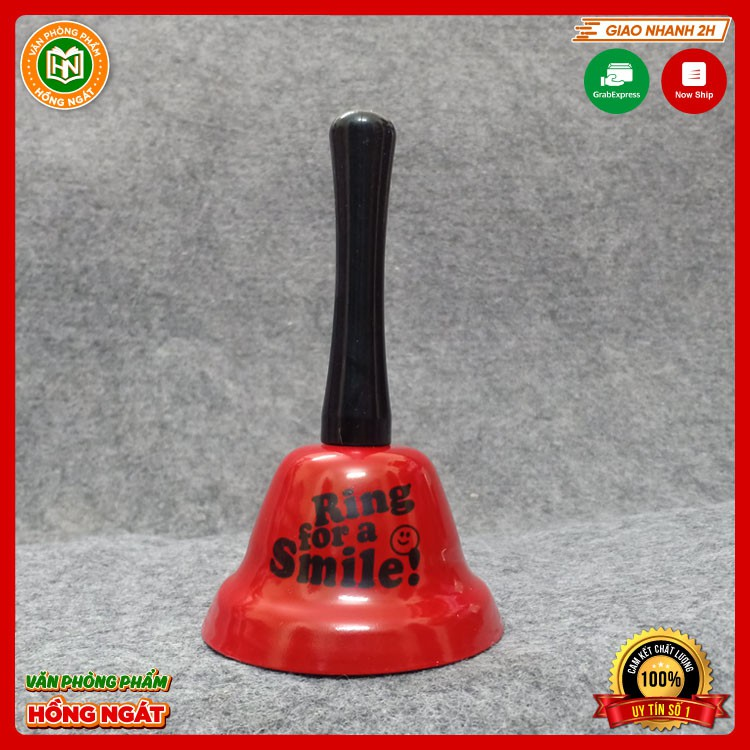 VĂN PHÒNG PHẨM
HN
HỒNG NGÁT
GIAO NHANH 2H
GrabExpress
Now Ship
Ring
for a
Smile!
VĂN PHÒNG PHẨM
HỒNG NGÁT
CAM KẾT CHẤT LƯỢNG
100%
UY TÍN SỐ 1